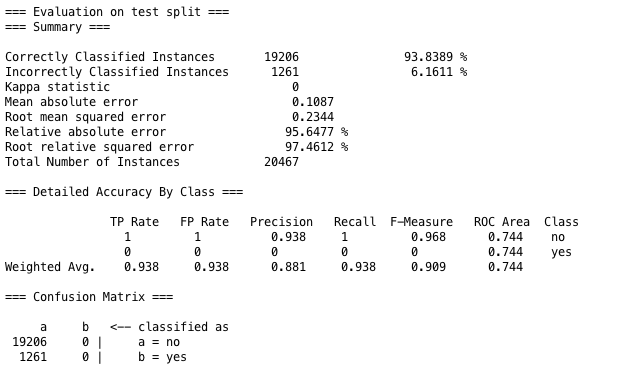 === Evaluation on test split ===
=== Summary ===
Correctly Classified Instances 19206 93.8389 %
Incorrectly Classified Instances 1261 6.1611 %
Kappa statistic 0
Mean absolute error 0.1087
Root mean squared error 0.2344
Relative absolute error 95.6477 %
Root relative squared error 97.4612 %
Total Number of Instances 20467
=== Detailed Accuracy By Class ===
TP Rate FP Rate Precision Recall F-Measure ROC Area Class
1 1 0.938 1 0.968 0.744 no
0 0 0 0 0 0.744 yes
Weighted Avg. 0.938 0.938 0.881 0.938 0.909 0.744
=== Confusion Matrix ===
a b <-- classified as
19206 0 | a = no
1261 0 | b = yes